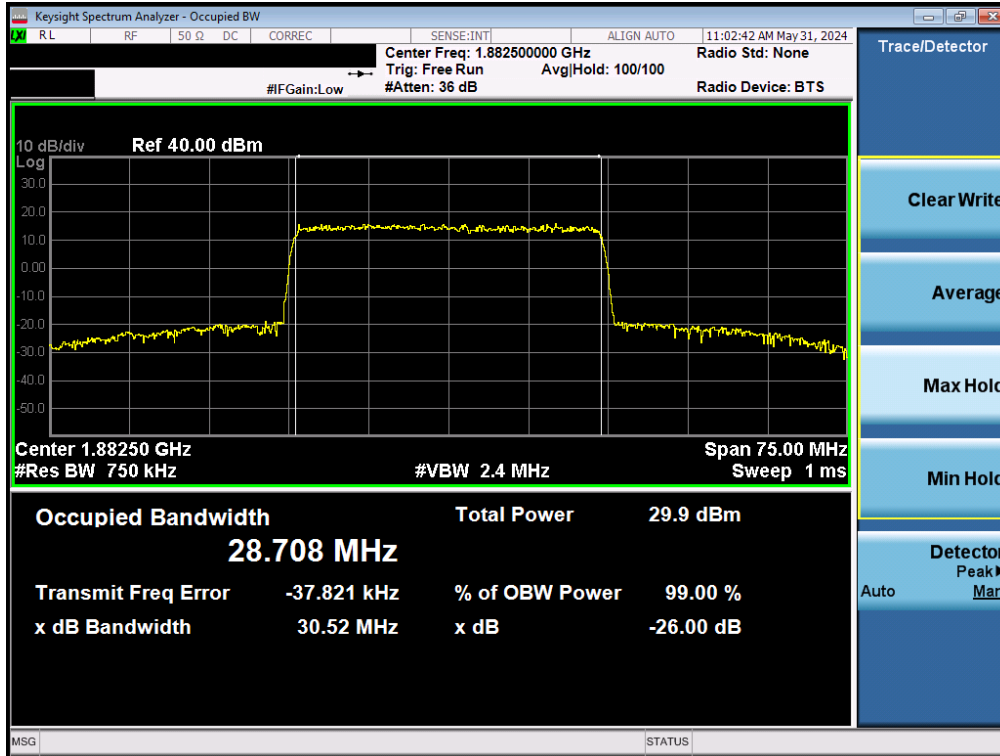 Keysight Spectrum Analyzer - Occupied BW
LXI RL RF 50 Ω DC CORREC SENSE:INT ALIGN AUTO 11:02:42 AM May 31, 2024
Center Freq: 1.882500000 GHz Radio Std: None
Trig: Free Run Avg|Hold: 100/100
#IFGain:Low #Atten: 36 dB Radio Device: BTS
Trace/Detector
10 dB/div Ref 40.00 dBm
Log
30.0
20.0
10.0
0.00
-10.0
-20.0
-30.0
-40.0
-50.0
Center 1.88250 GHz Span 75.00 MHz
#Res BW 750 kHz #VBW 2.4 MHz Sweep 1 ms
Occupied Bandwidth Total Power 29.9 dBm
28.708 MHz
Transmit Freq Error -37.821 kHz % of OBW Power 99.00 %
x dB Bandwidth 30.52 MHz x dB -26.00 dB
Clear Write
Average
Max Hold
Min Hold
Detector
Peak
Auto Man
MSG STATUS